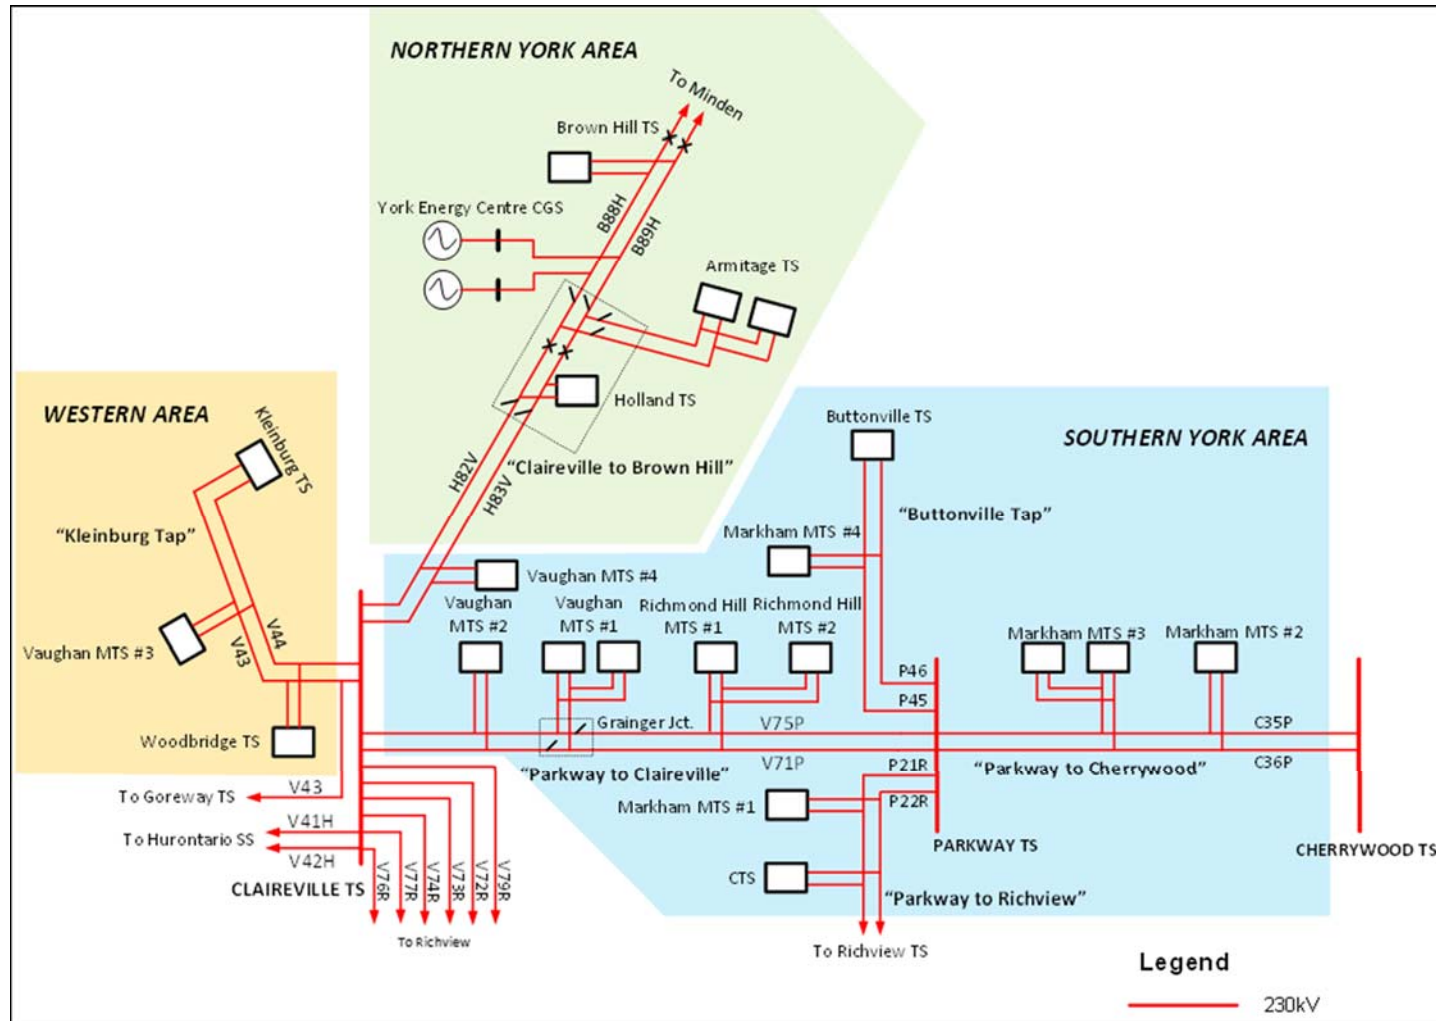 NORTHERN YORK AREA
To Minden
Brown Hill TS
York Energy Centre CGS
B88H
B89H
Armitage TS
Holland TS
"Claireville to Brown Hill"
H82V
H83V
WESTERN AREA
Kleinburg TS
"Kleinburg Tap"
Vaughan MTS #3
V44
V43
Woodbridge TS
V43
To Goreway TS
V41H
To Hurontario SS
V42H
CLAIREVILLE TS
V76R
V77R
V74R
V73R
V72R
V79R
To Richview
SOUTHERN YORK AREA
Buttonville TS
"Buttonville Tap"
Markham MTS #4
Vaughan MTS #4
Vaughan
MTS #2
Vaughan
MTS #1
Richmond Hill
MTS #1
Richmond Hill
MTS #2
Markham MTS #3
Markham MTS #2
P46
P45
Grainger Jct.
V75P
C35P
V71P
C36P
"Parkway to Claireville"
P21R
"Parkway to Cherrywood"
Markham MTS #1
P22R
PARKWAY TS
CHERRYWOOD TS
CTS
"Parkway to Richview"
To Richview TS
Legend
230kV